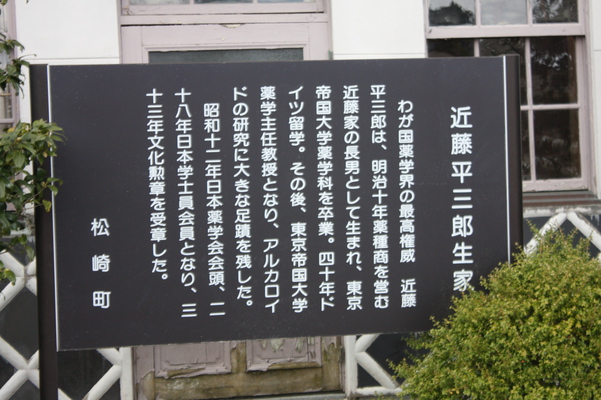 近藤平三郎生家
わが国薬学界の最高権威　近藤
平三郎は、明治十年薬種商を営む
近藤家の長男として生まれ、東京
帝国大学薬学科を卒業。四十年ド
イツ留学。その後、東京帝国大学
薬学主任教授となり、アルカロイ
ドの研究に大きな足蹟を残した。
昭和十二年日本薬学会会頭、二
十八年日本学士員会員となり、三
十三年文化勲章を受章した。
松崎町